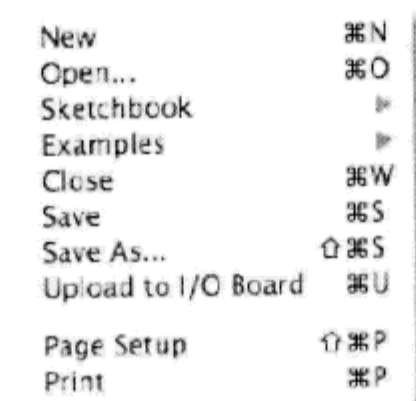 New ⌘N
Open... ⌘O
Sketchbook ▶
Examples ▶
Close ⌘W
Save ⌘S
Save As... ⇧⌘S
Upload to I/O Board ⌘U
Page Setup ⇧⌘P
Print ⌘P